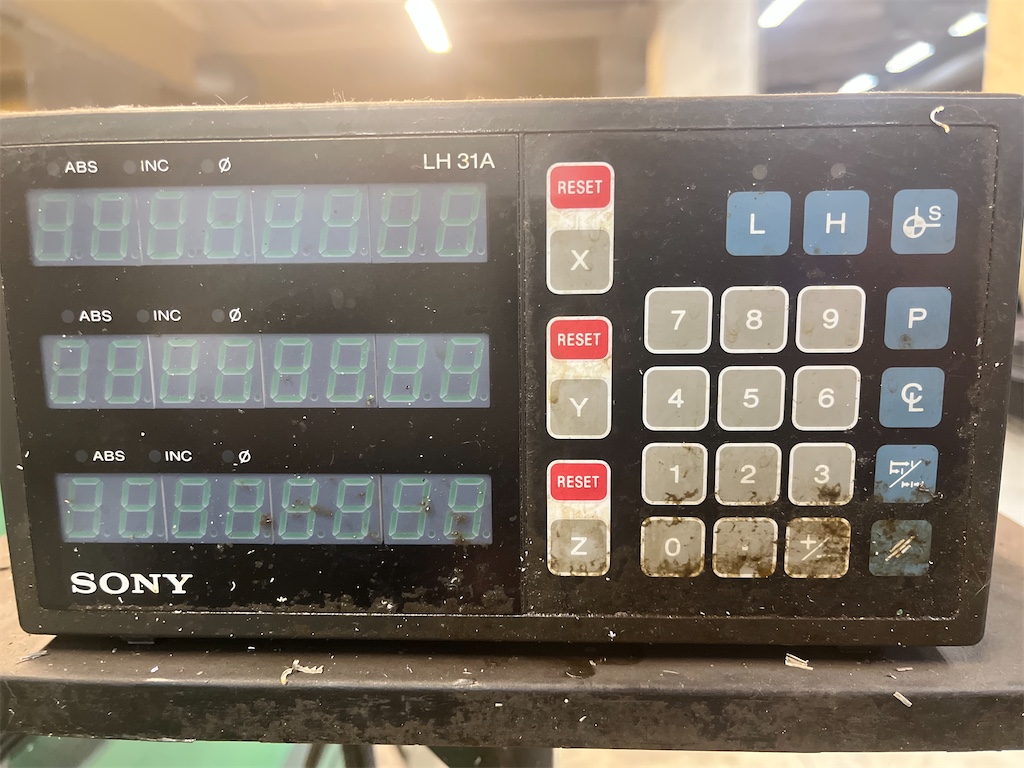 ABS INC Ø LH 31A
ABS INC Ø
ABS INC Ø
SONY
RESET
X
RESET
Y
RESET
Z
L H S
7 8 9 P
4 5 6 ℄
1 2 3
0 . +/−